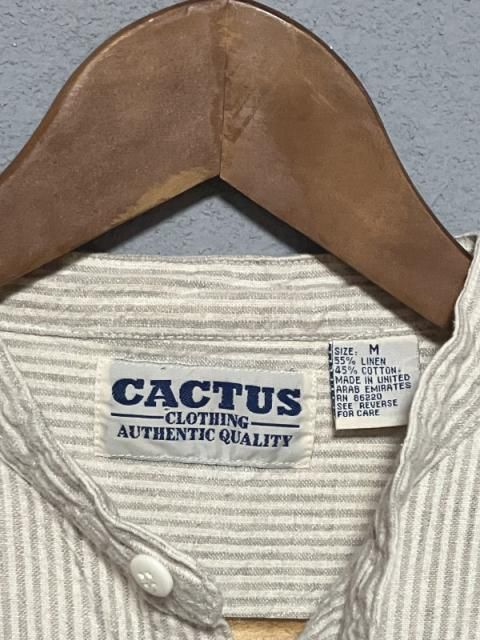 CACTUS
CLOTHING
AUTHENTIC QUALITY
SIZE: M
55% LINEN
45% COTTON
MADE IN UNITED
ARAB EMIRATES
RN 86220
SEE REVERSE
FOR CARE